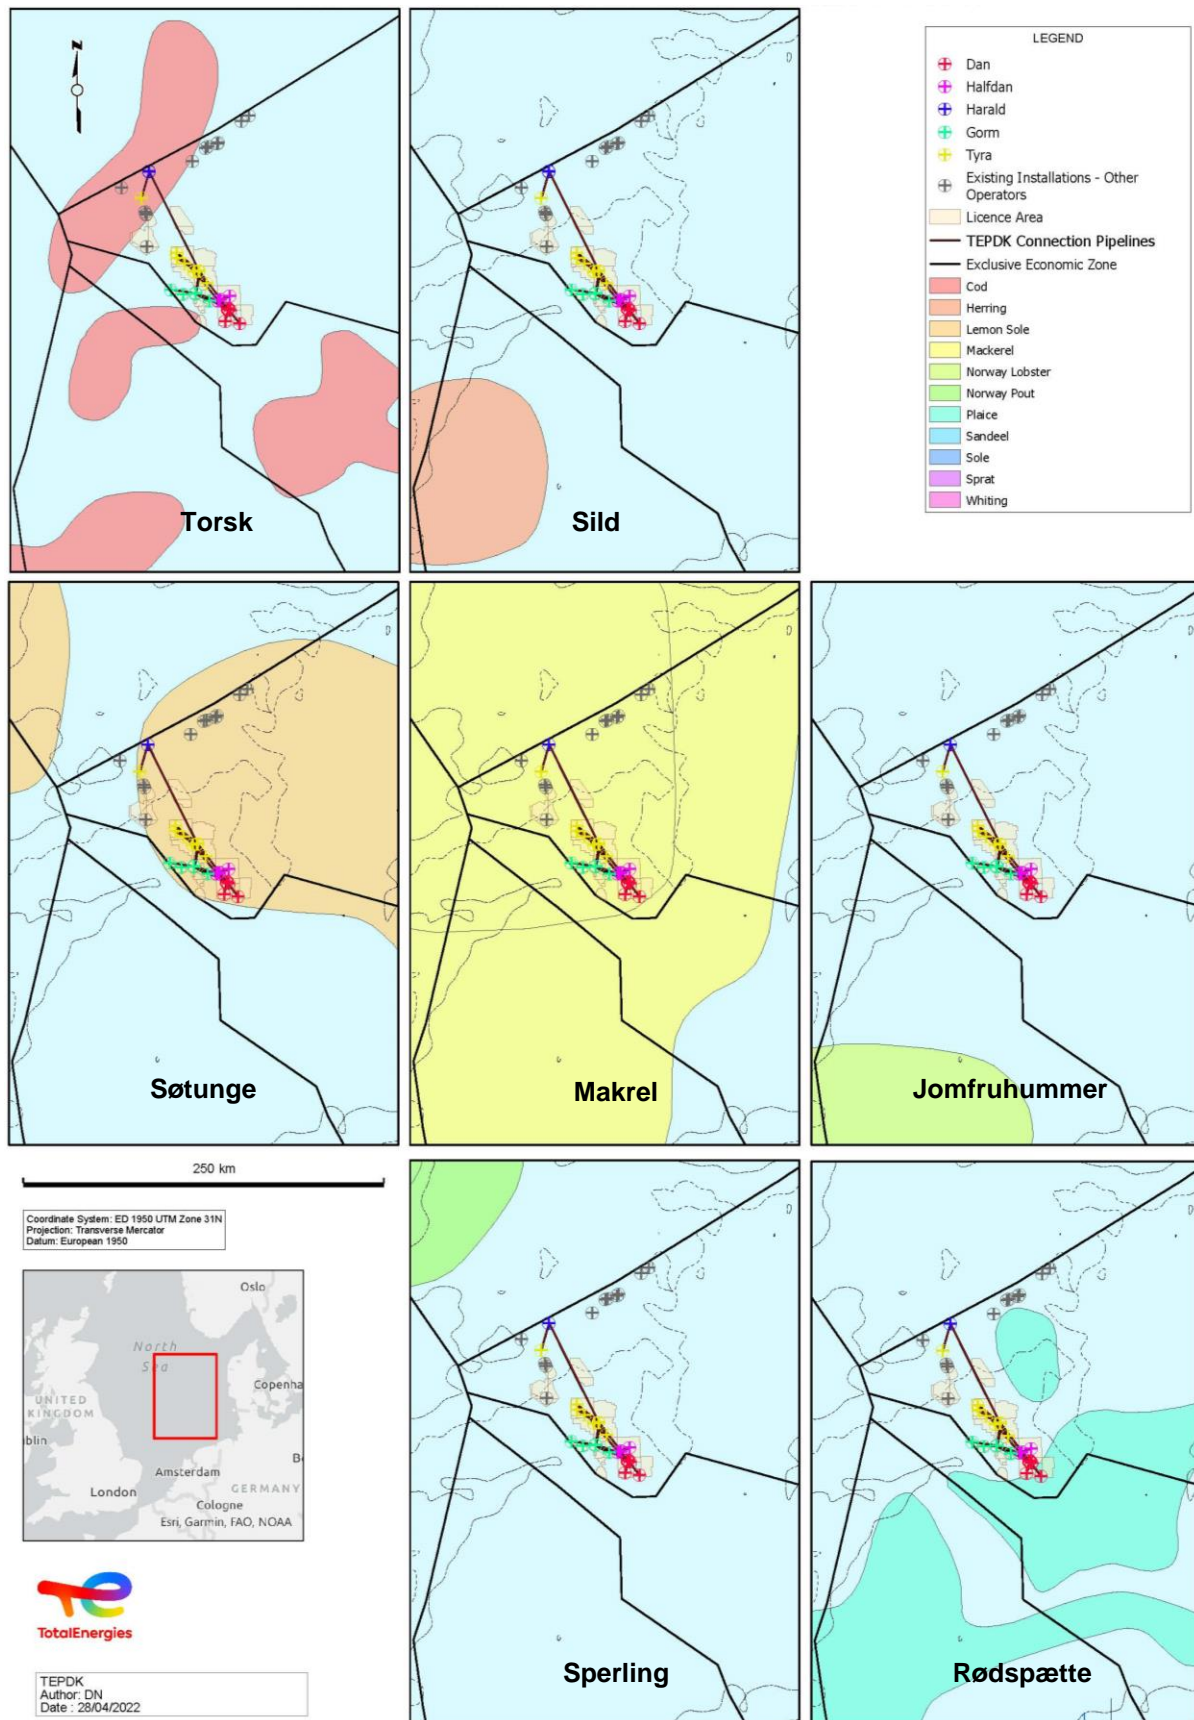 N
Torsk
Sild
LEGEND
Dan
Halfdan
Harald
Gorm
Tyra
Existing Installations - Other
Operators
Licence Area
TEPDK Connection Pipelines
Exclusive Economic Zone
Cod
Herring
Lemon Sole
Mackerel
Norway Lobster
Norway Pout
Plaice
Sandeel
Sole
Sprat
Whiting
Søtunge
Makrel
Jomfruhummer
250 km
Coordinate System: ED 1950 UTM Zone 31N
Projection: Transverse Mercator
Datum: European 1950
Oslo
North
Sea
Copenha
UNITED
KINGDOM
blin
Be
Amsterdam
London
GERMANY
Cologne
Esri, Garmin, FAO, NOAA
TotalEnergies
TEPDK
Author: DN
Date : 28/04/2022
Sperling
Rødspætte